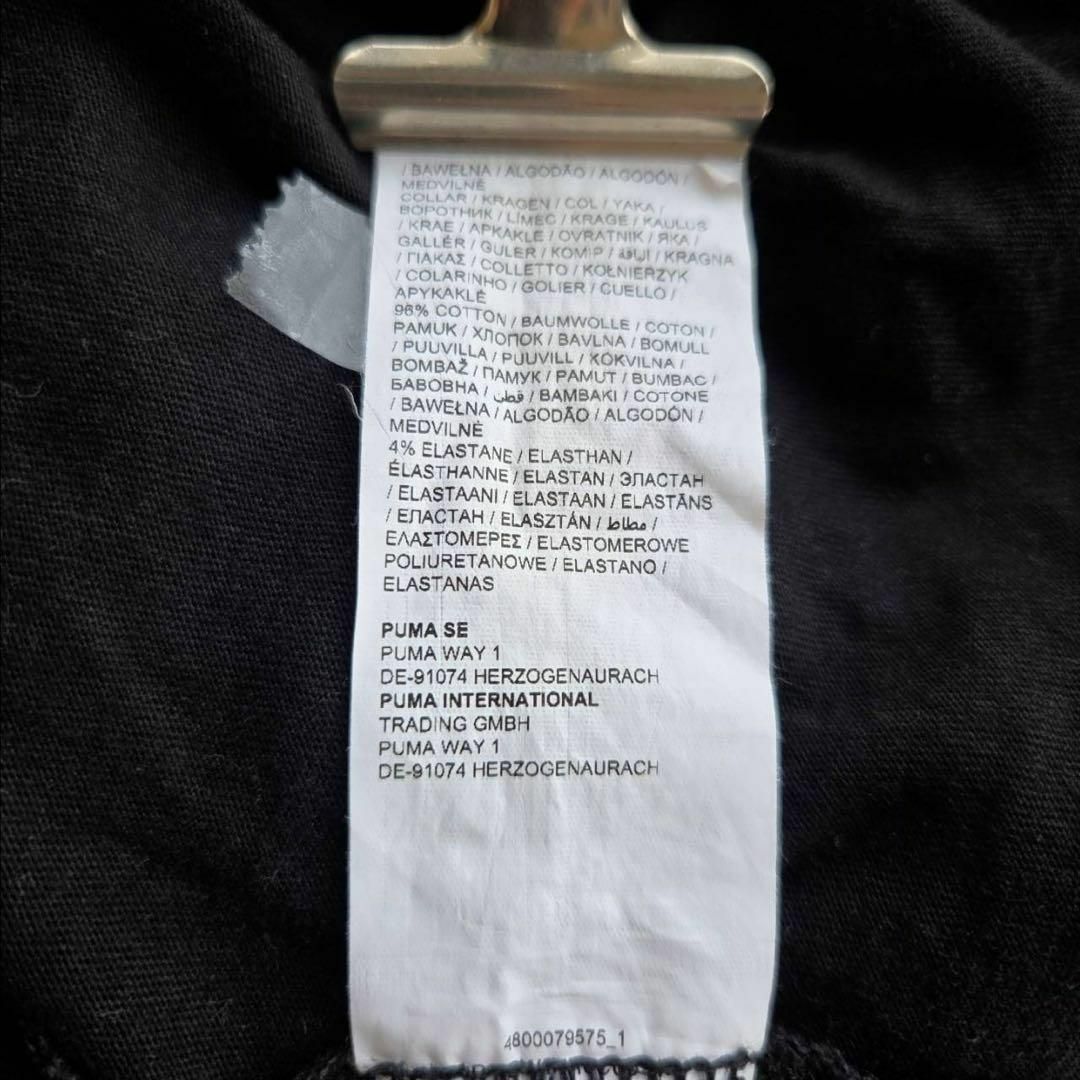 / BAWEŁNA / ALGODÃO / ALGODÓN /
MEDVILNĖ
COLLAR / KRAGEN / COL / YAKA /
ВОРОТНИК / LÍMEC / KRAGE / KAULUS
/ KRAE / APKAKLE / OVRATNIK / ЯКА /
GALLÉR / GULER / КОМІР / الياقة / KRAGNA
/ ΓΙΑΚΑΣ / COLLETTO / KOŁNIERZYK
/ COLARINHO / GOLIER / CUELLO /
APYKAKLĖ
96% COTTON / BAUMWOLLE / COTON /
PAMUK / ХЛОПОК / BAVLNA / BOMULL
/ PUUVILLA / PUUVILL / KOKVILNA /
BOMBAŽ / ПАМУК / PAMUT / BUMBAC /
БАВОВНА / قطن / BAMBAKI / COTONE
/ BAWEŁNA / ALGODÃO / ALGODÓN /
MEDVILNĖ
4% ELASTANE / ELASTHAN /
ÉLASTHANNE / ELASTAN / ЭЛАСТАН
/ ELASTAANI / ELASTAAN / ELASTĀNS
/ ЕЛАСТАН / ELASZTÁN / مطاط /
ΕΛΑΣΤΟΜΕΡΕΣ / ELASTOMEROWE
POLIURETANOWE / ELASTANO /
ELASTANAS
PUMA SE
PUMA WAY 1
DE-91074 HERZOGENAURACH
PUMA INTERNATIONAL
TRADING GMBH
PUMA WAY 1
DE-91074 HERZOGENAURACH
4800079575_1